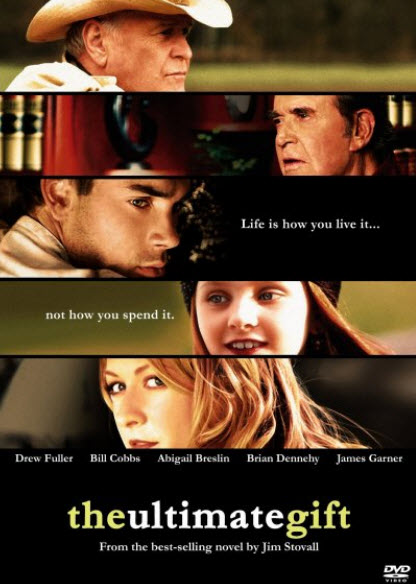 Life is how you live it...
not how you spend it.
Drew Fuller Bill Cobbs Abigail Breslin Brian Dennehy James Garner
theultimategift
From the best-selling novel by Jim Stovall
DVD
VIDEO